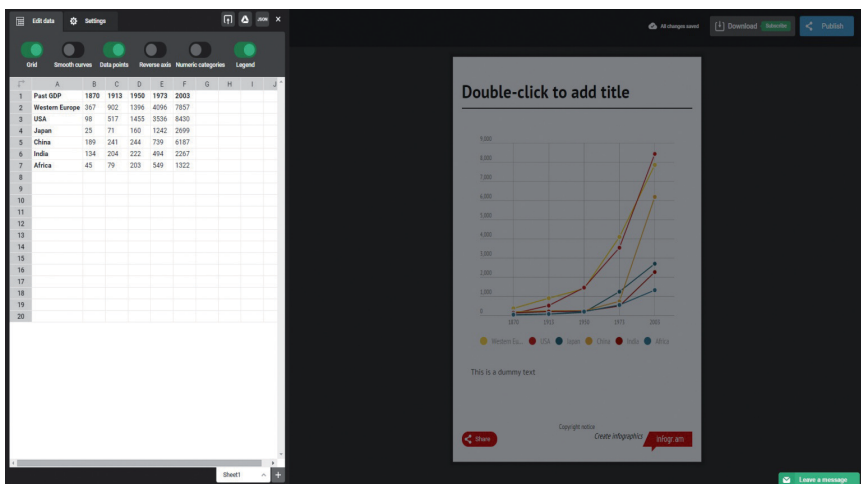 Edit data Settings JSON ×
All changes saved Download Subscribe Publish
Grid Smooth curves Data points Reverse axis Numeric categories Legend
A B C D E F G H I J
1 Past GDP 1870 1913 1950 1973 2003
2 Western Europe 367 902 1396 4096 7857
3 USA 98 517 1455 3536 8430
4 Japan 25 71 160 1242 2699
5 China 189 241 244 739 6187
6 India 134 204 222 494 2267
7 Africa 45 79 203 549 1322
8
9
10
11
12
13
14
15
16
17
18
19
20
Sheet1 +
Double-click to add title
9,000
8,000
7,000
6,000
5,000
4,000
3,000
2,000
1,000
0
1870 1913 1950 1973 2003
Western Eu... USA Japan China India Africa
This is a dummy text
Copyright notice
Share Create infographics infogr.am
Leave a message